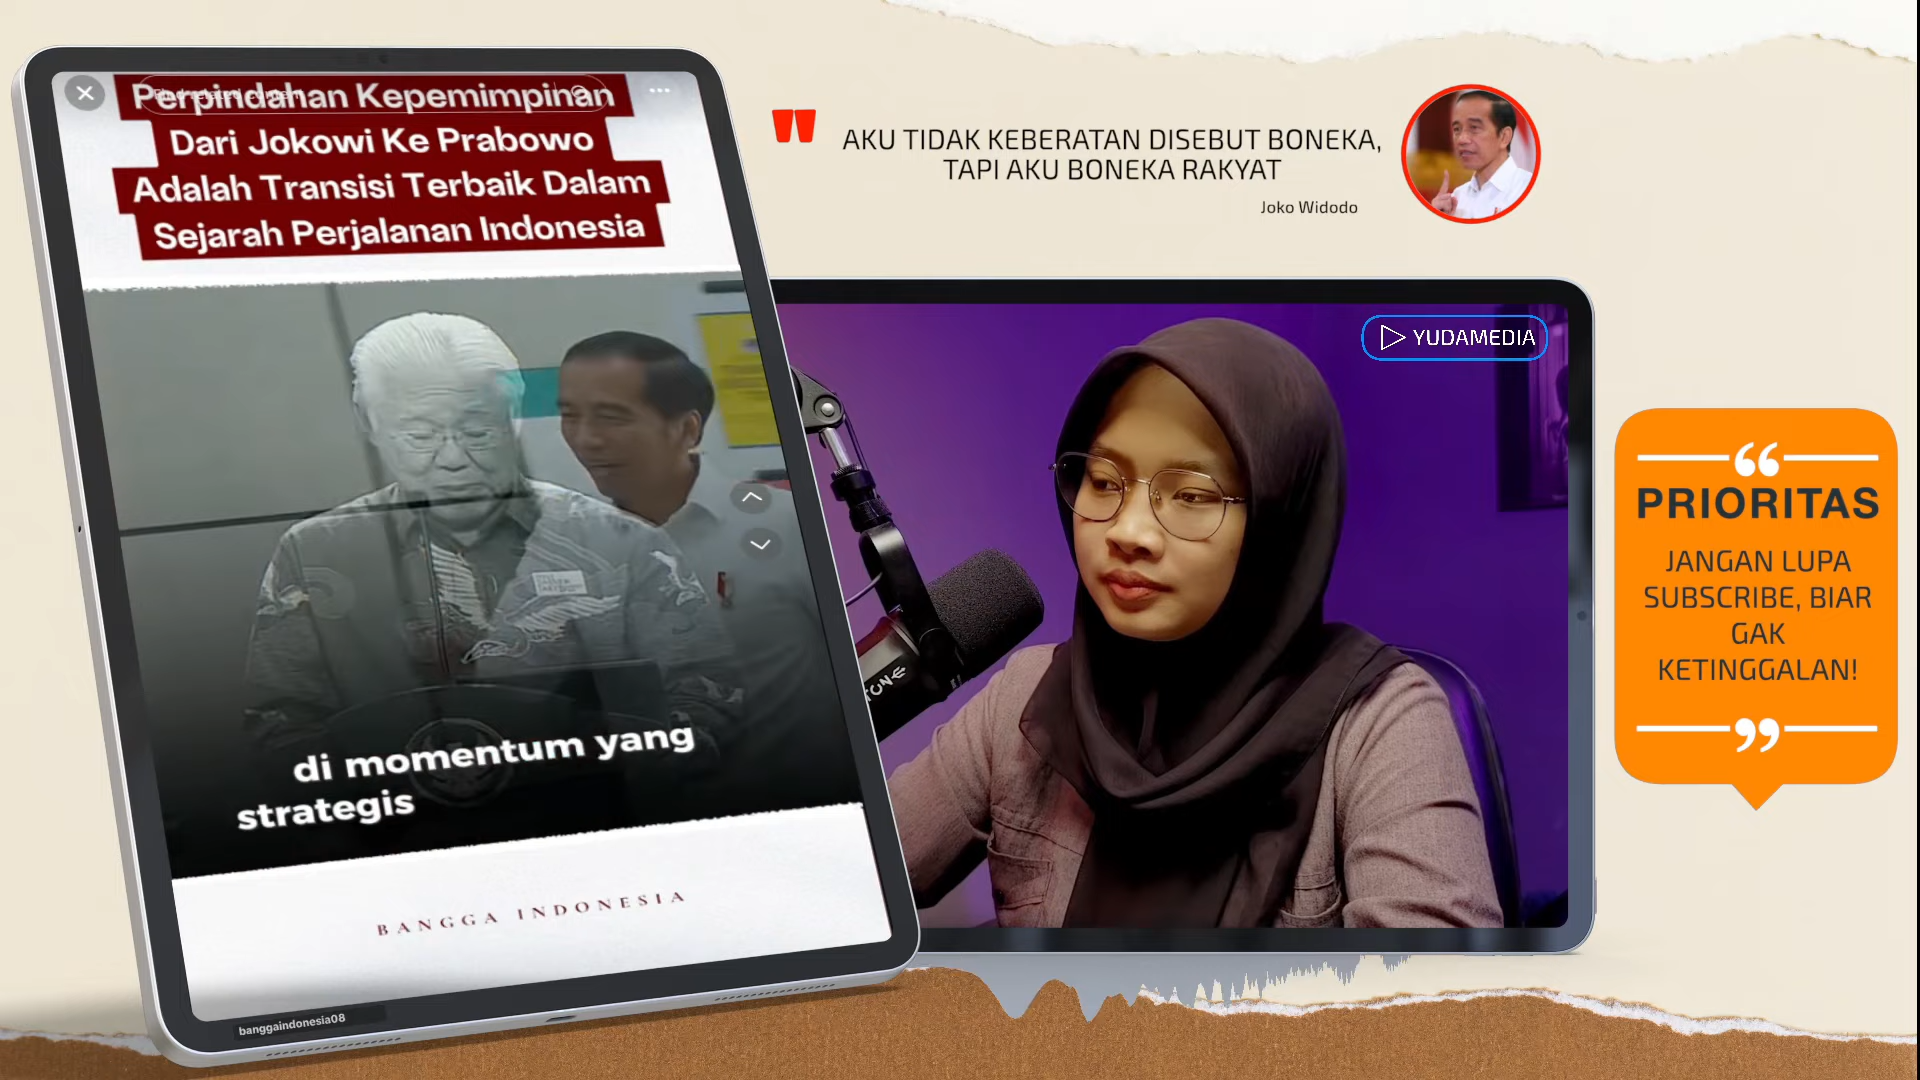 Perpindahan Kepemimpinan
Dari Jokowi Ke Prabowo
Adalah Transisi Terbaik Dalam
Sejarah Perjalanan Indonesia
di momentum yang
strategis
BANGGA INDONESIA
banggaindonesia08
AKU TIDAK KEBERATAN DISEBUT BONEKA,
TAPI AKU BONEKA RAKYAT
Joko Widodo
YUDAMEDIA
PRIORITAS
JANGAN LUPA
SUBSCRIBE, BIAR
GAK
KETINGGALAN!